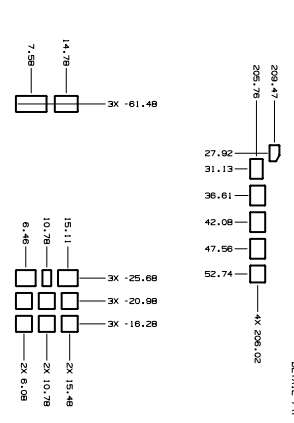 7.58
14.78
3X -61.48
205.76
209.47
27.92
31.13
36.61
42.08
47.56
52.74
4X 206.02
6.46
10.78
15.11
3X -25.68
3X -20.98
3X -16.28
2X 6.08
2X 10.78
2X 15.48